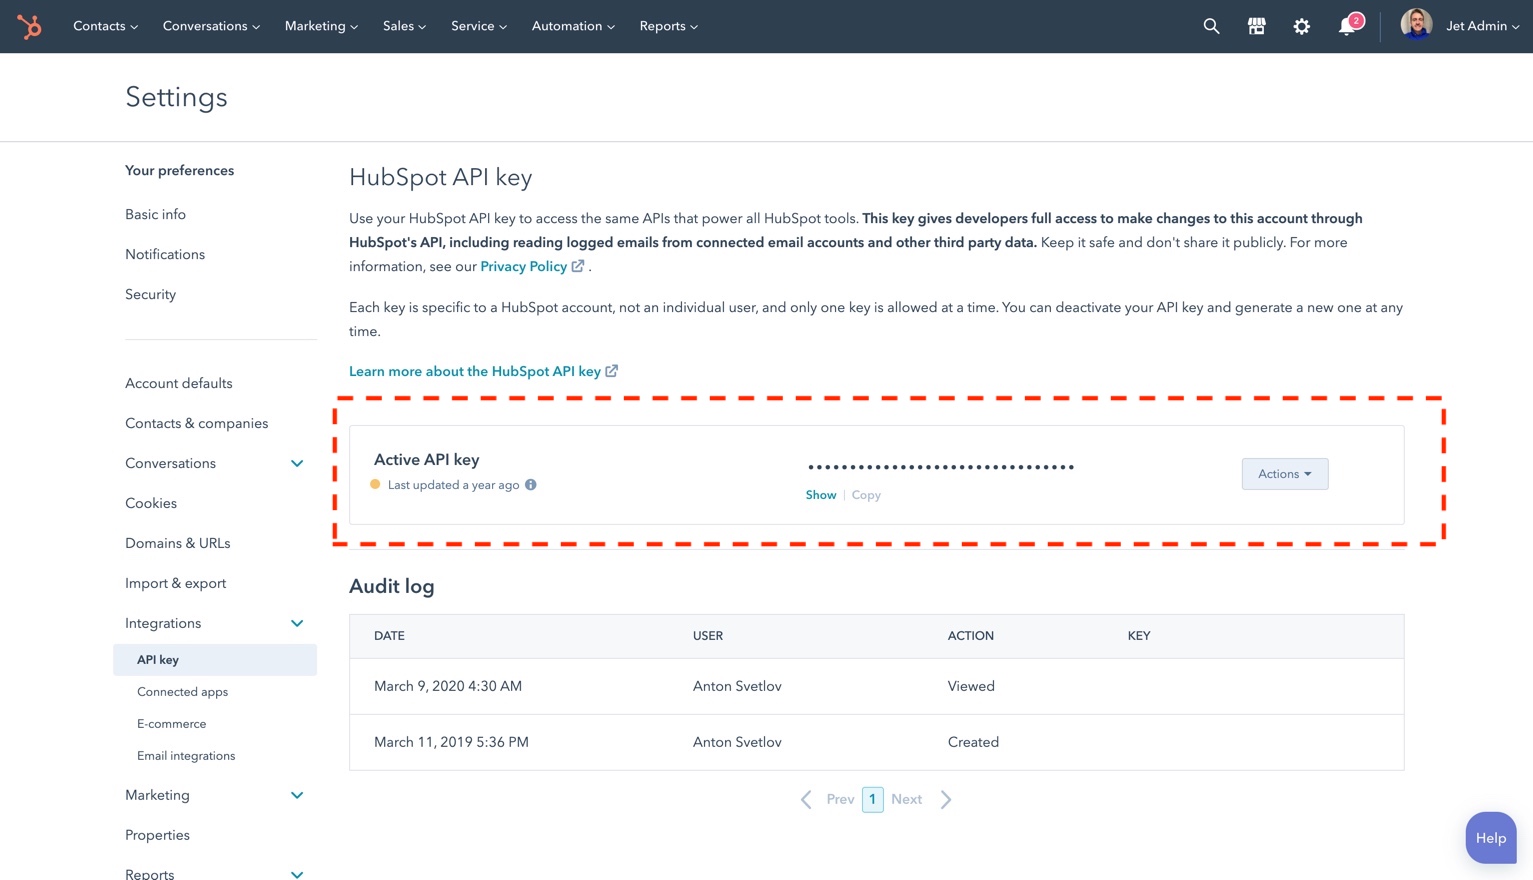 Contacts Conversations Marketing Sales Service Automation Reports 2 Jet Admin
Settings
Your preferences
Basic info
Notifications
Security
Account defaults
Contacts & companies
Conversations
Cookies
Domains & URLs
Import & export
Integrations
API key
Connected apps
E-commerce
Email integrations
Marketing
Properties
Reports
HubSpot API key
Use your HubSpot API key to access the same APIs that power all HubSpot tools. This key gives developers full access to make changes to this account through
HubSpot's API, including reading logged emails from connected email accounts and other third party data. Keep it safe and don't share it publicly. For more
information, see our Privacy Policy .
Each key is specific to a HubSpot account, not an individual user, and only one key is allowed at a time. You can deactivate your API key and generate a new one at any
time.
Learn more about the HubSpot API key
Active API key
Last updated a year ago
••••••••••••••••••••••••••••••••
Show | Copy
Actions
Audit log
DATE USER ACTION KEY
March 9, 2020 4:30 AM Anton Svetlov Viewed
March 11, 2019 5:36 PM Anton Svetlov Created
Prev 1 Next
Help